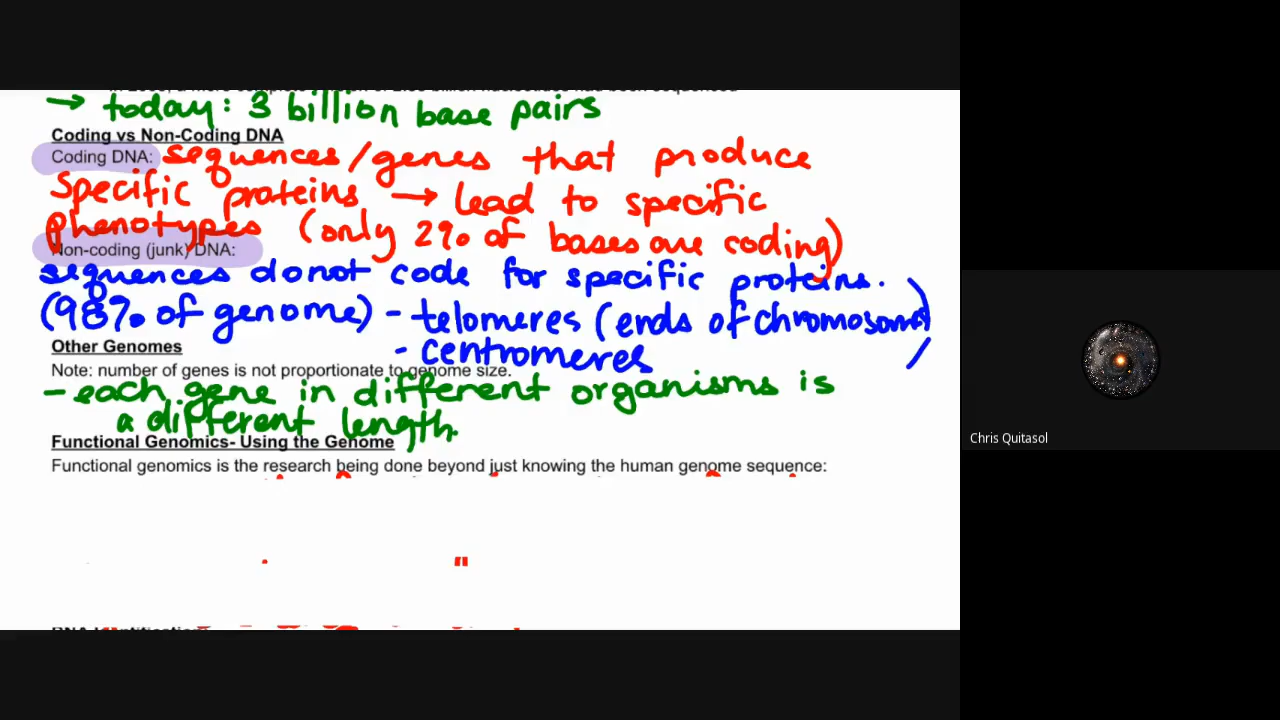 → today: 3 billion base pairs
Coding vs Non-Coding DNA
Coding DNA: sequences/genes that produce
specific proteins → lead to specific
phenotypes (only 2% of bases are coding)
Non-coding (junk) DNA:
sequences do not code for specific proteins.
(98% of genome) - telomeres (ends of chromosomes)
- centromeres
Other Genomes
Note: number of genes is not proportionate to genome size.
- each gene in different organisms is
a different length.
Functional Genomics- Using the Genome
Functional genomics is the research being done beyond just knowing the human genome sequence:
Chris Quitasol